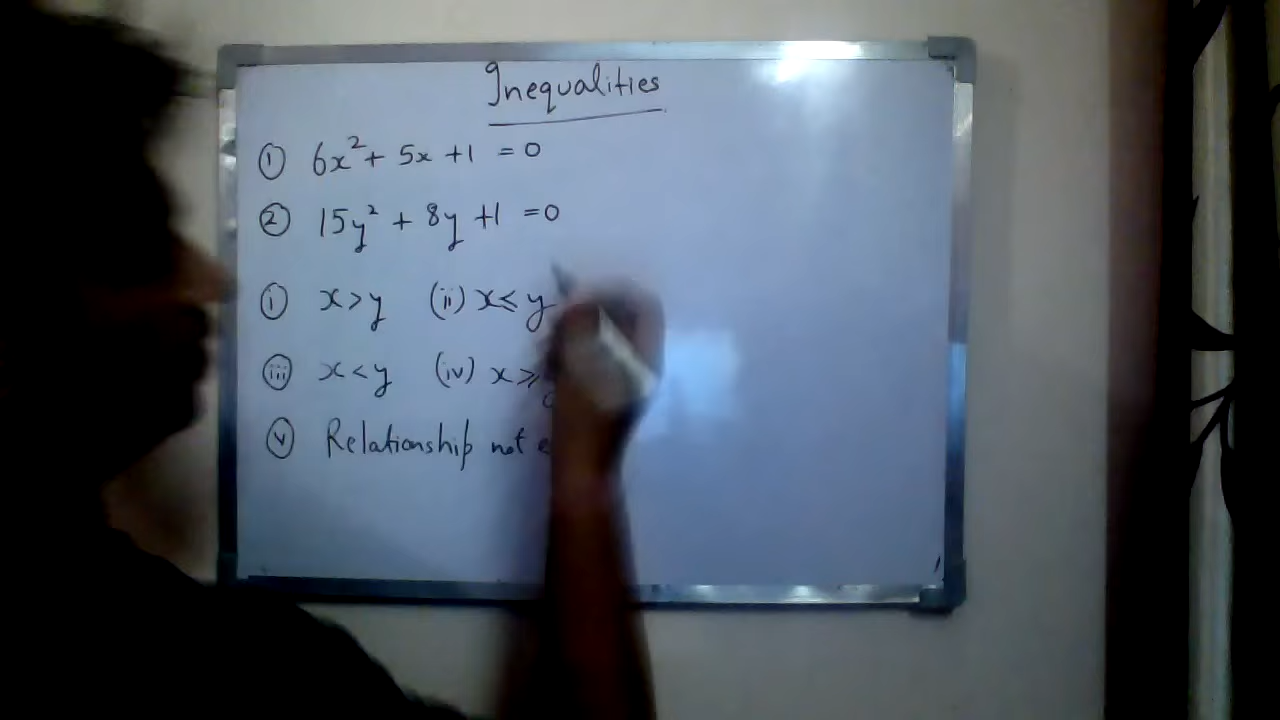 Inequalities
① 6x² + 5x + 1 = 0
② 15y² + 8y + 1 = 0
ⓘ x > y (ii) x ≤ y
ⓘⓘⓘ x < y (iv) x ≥
ⓥ Relationship not